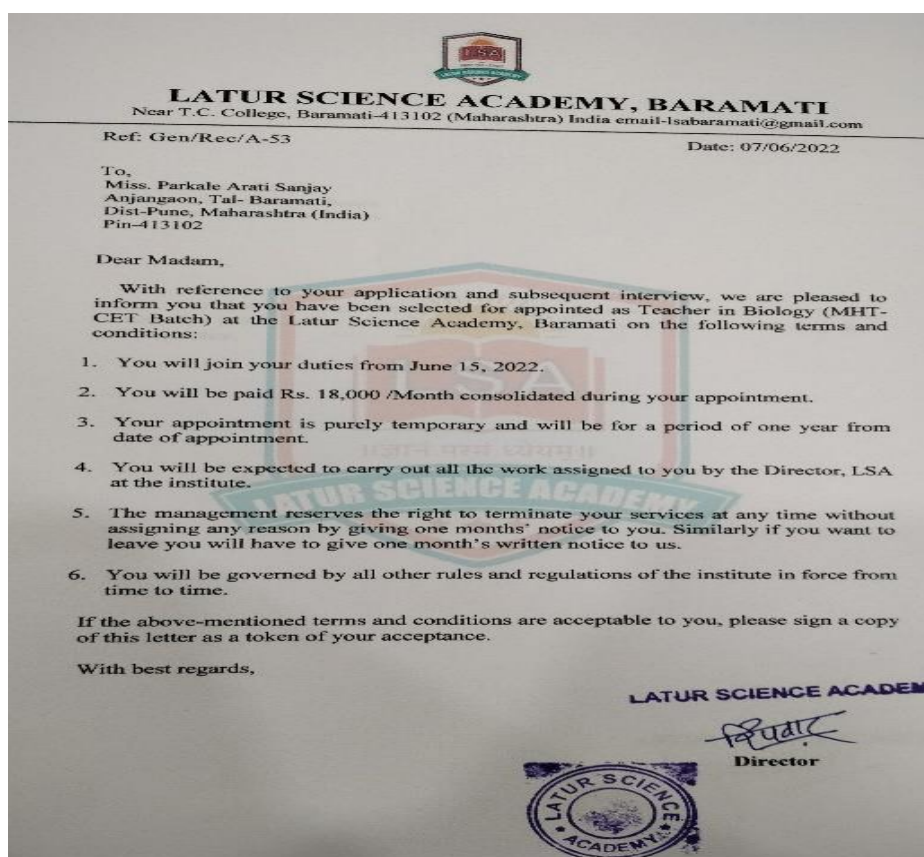 LSA
LATUR SCIENCE ACADEMY
LATUR SCIENCE ACADEMY, BARAMATI
Near T.C. College, Baramati-413102 (Maharashtra) India email-lsabaramati@gmail.com
Ref: Gen/Rec/A-53
Date: 07/06/2022
To,
Miss. Parkale Arati Sanjay
Anjangaon, Tal- Baramati,
Dist-Pune, Maharashtra (India)
Pin-413102
Dear Madam,
With reference to your application and subsequent interview, we are pleased to
inform you that you have been selected for appointed as Teacher in Biology (MHT-
CET Batch) at the Latur Science Academy, Baramati on the following terms and
conditions:
1. You will join your duties from June 15, 2022.
2. You will be paid Rs. 18,000 /Month consolidated during your appointment.
3. Your appointment is purely temporary and will be for a period of one year from
date of appointment.
4. You will be expected to carry out all the work assigned to you by the Director, LSA
at the institute.
5. The management reserves the right to terminate your services at any time without
assigning any reason by giving one months' notice to you. Similarly if you want to
leave you will have to give one month's written notice to us.
6. You will be governed by all other rules and regulations of the institute in force from
time to time.
If the above-mentioned terms and conditions are acceptable to you, please sign a copy
of this letter as a token of your acceptance.
With best regards,
LSA
॥ज्ञानं परमं ध्येयम्॥
LATUR SCIENCE ACADEMY
LATUR SCIENCE ACADEM
Director
LATUR SCIENCE
ACADEMY